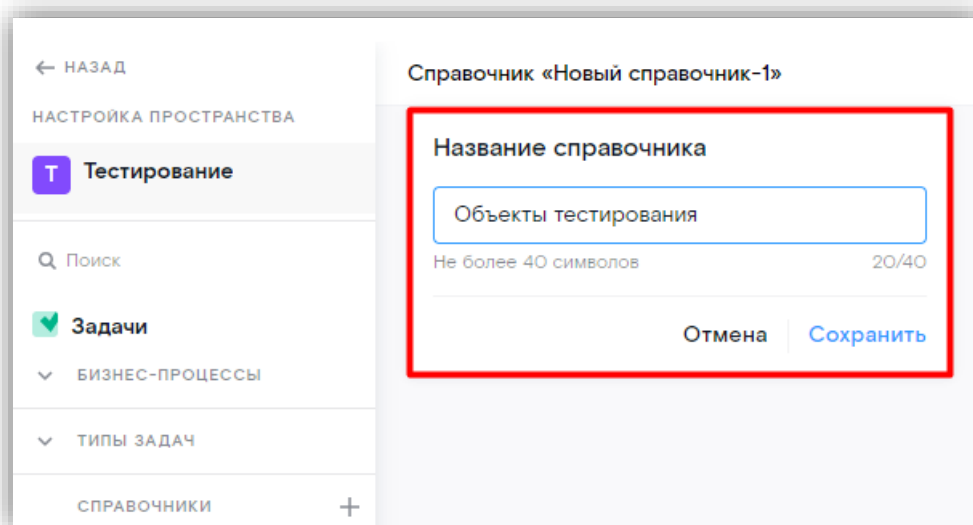 ← НАЗАД
НАСТРОЙКА ПРОСТРАНСТВА
Т Тестирование
Поиск
Задачи
БИЗНЕС-ПРОЦЕССЫ
ТИПЫ ЗАДАЧ
СПРАВОЧНИКИ +
Справочник «Новый справочник-1»
Название справочника
Объекты тестирования
Не более 40 символов 20/40
Отмена Сохранить